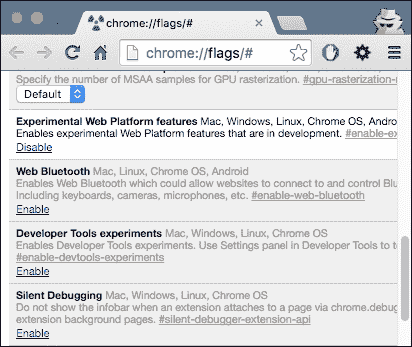 chrome://flags/#
chrome://flags/#
Specify the number of MSAA samples for GPU rasterization. #gpu-rasterization-
Default
Experimental Web Platform features Mac, Windows, Linux, Chrome OS, Andro
Enables experimental Web Platform features that are in development. #enable-ex
Disable
Web Bluetooth Mac, Linux, Chrome OS, Android
Enables Web Bluetooth which could allow websites to connect to and control Blu
Including keyboards, cameras, microphones, etc. #enable-web-bluetooth
Enable
Developer Tools experiments Mac, Windows, Linux, Chrome OS
Enables Developer Tools experiments. Use Settings panel in Developer Tools to t
#enable-devtools-experiments
Enable
Silent Debugging Mac, Windows, Linux, Chrome OS
Do not show the infobar when an extension attaches to a page via chrome.debug
extension background pages. #silent-debugger-extension-api
Enable